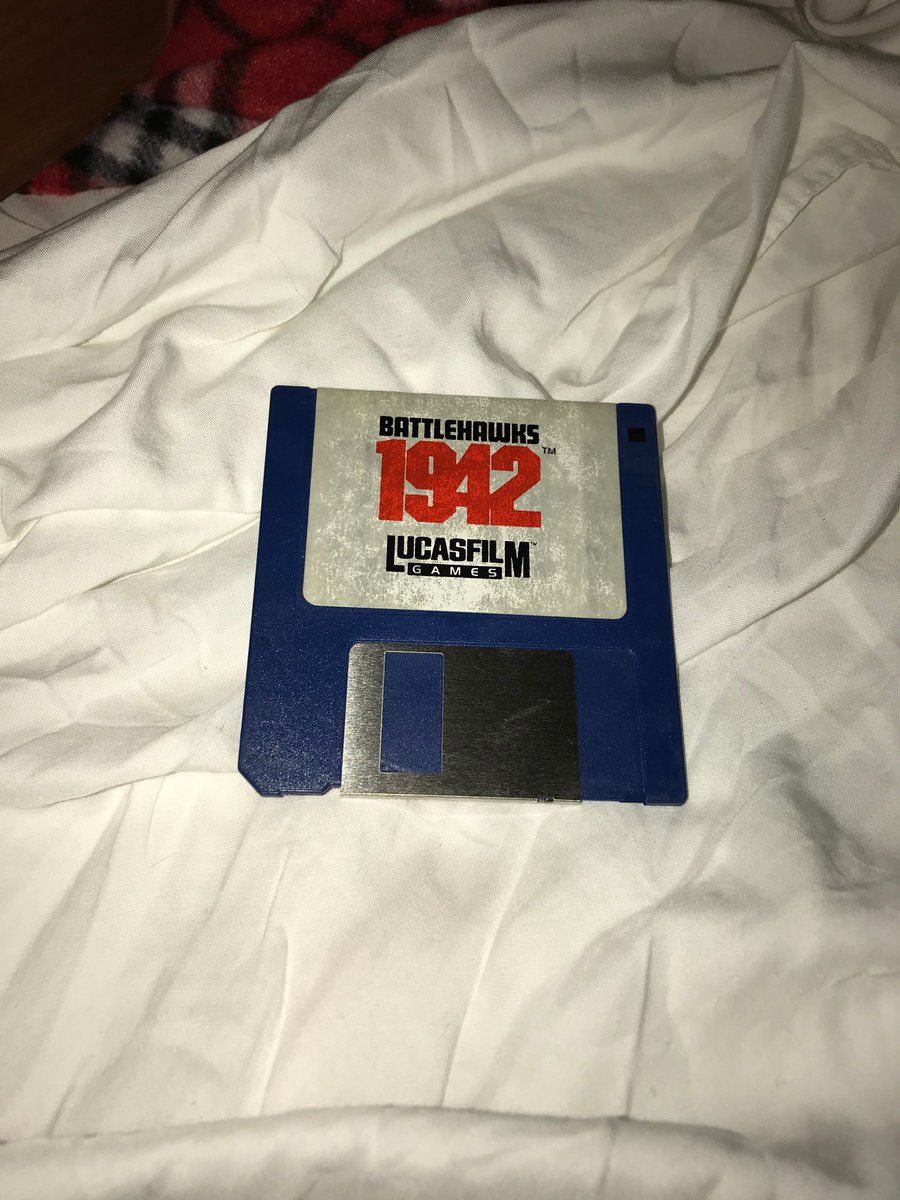 BATTLEHAWKS
1942™
LUCASFILM™
GAMES